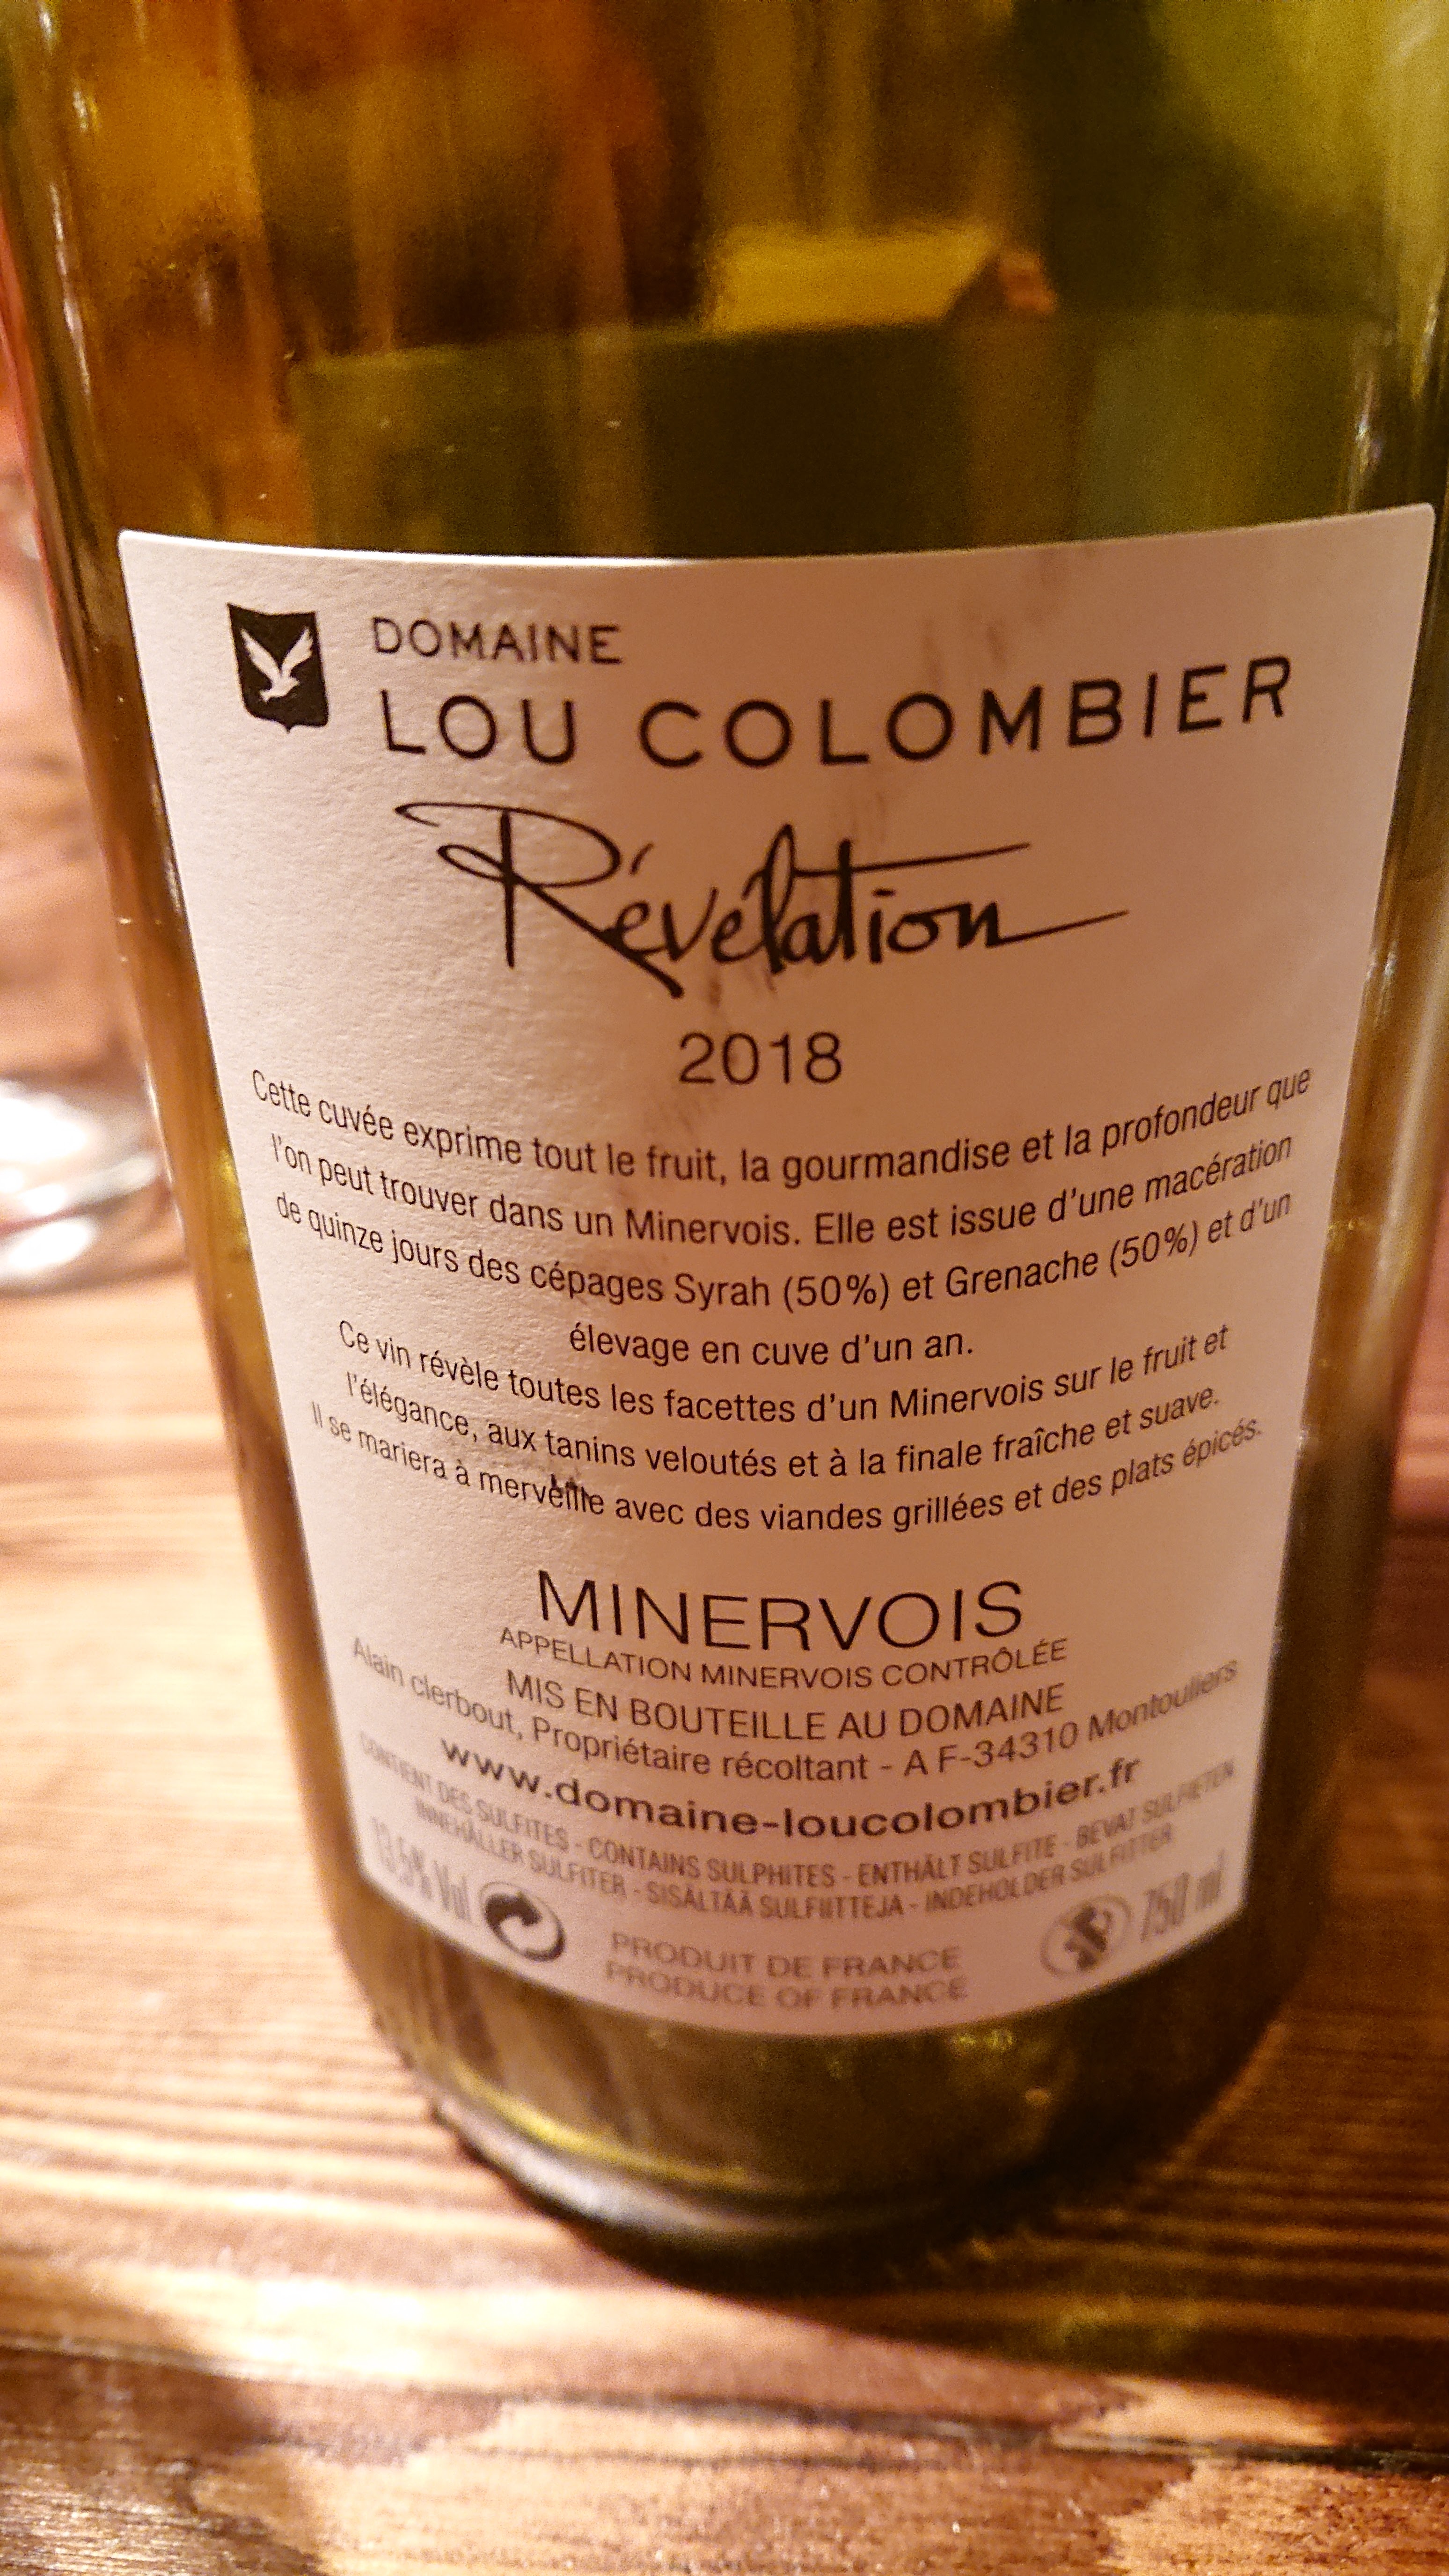 DOMAINE
LOU COLOMBIER
Révélation
2018
Cette cuvée exprime tout le fruit, la gourmandise et la profondeur que
l'on peut trouver dans un Minervois. Elle est issue d'une macération
de quinze jours des cépages Syrah (50%) et Grenache (50%) et d'un
élevage en cuve d'un an.
Ce vin révèle toutes les facettes d'un Minervois sur le fruit et
l'élégance, aux tanins veloutés et à la finale fraîche et suave.
Il se mariera à merveille avec des viandes grillées et des plats épicés.
MINERVOIS
APPELLATION MINERVOIS CONTRÔLÉE
MIS EN BOUTEILLE AU DOMAINE
Alain clerbout, Propriétaire récoltant - A F-34310 Montouliers
www.domaine-loucolombier.fr
CONTIENT DES SULFITES - CONTAINS SULPHITES - ENTHÄLT SULFITE - BEVAT SULFIETEN
INNEHÅLLER SULFITER - SISÄLTÄÄ SULFIITTEJA - INDEHOLDER SULFITTER
13,5% Vol 750 ml
PRODUIT DE FRANCE
PRODUCE OF FRANCE